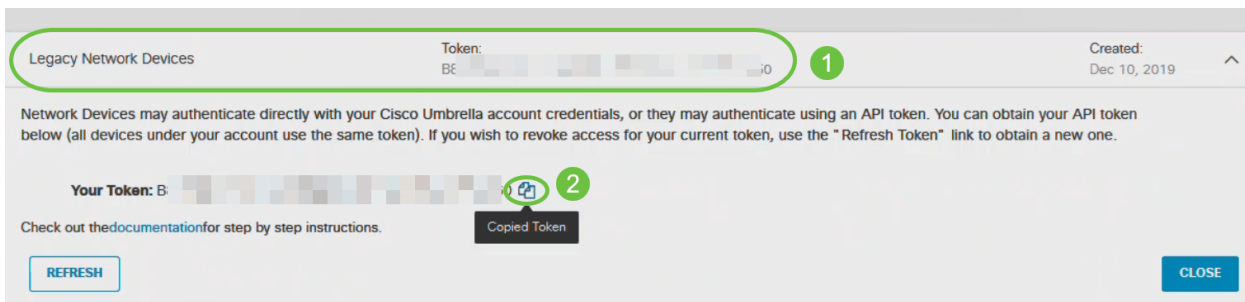 Legacy Network Devices
Token:
Created:
Dec 10, 2019
1
Network Devices may authenticate directly with your Cisco Umbrella account credentials, or they may authenticate using an API token. You can obtain your API token
below (all devices under your account use the same token). If you wish to revoke access for your current token, use the "Refresh Token" link to obtain a new one.
Your Token:
2
Copied Token
Check out thedocumentationfor step by step instructions.
REFRESH
CLOSE